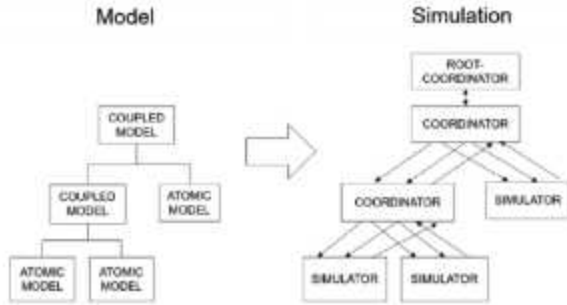 Model
Simulation
ROOT-
COORDINATOR
COUPLED
MODEL
COORDINATOR
COUPLED
MODEL
ATOMIC
MODEL
COORDINATOR
SIMULATOR
ATOMIC
MODEL
ATOMIC
MODEL
SIMULATOR
SIMULATOR